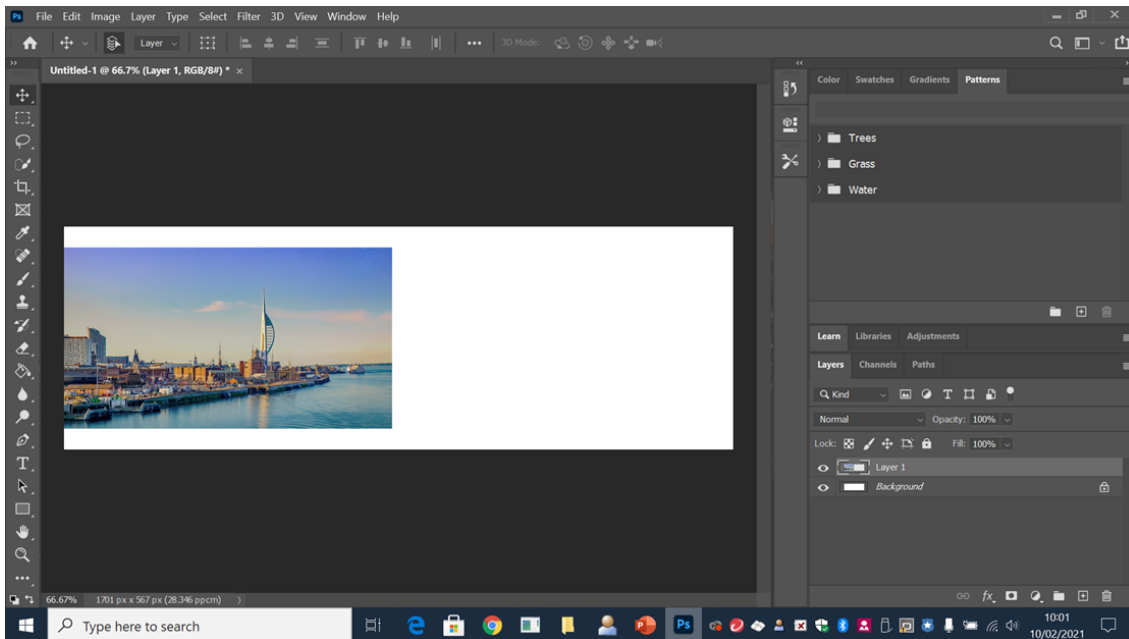 Ps File Edit Image Layer Type Select Filter 3D View Window Help
Layer 3D Mode:
Untitled-1 @ 66.7% (Layer 1, RGB/8#) * ×
Color Swatches Gradients Patterns
Trees
Grass
Water
Learn Libraries Adjustments
Layers Channels Paths
Kind T
Normal Opacity: 100%
Lock: Fill: 100%
Layer 1
Background
fx
66.67% 1701 px x 567 px (28.346 ppcm)
Type here to search Ps 10:01
10/02/2021